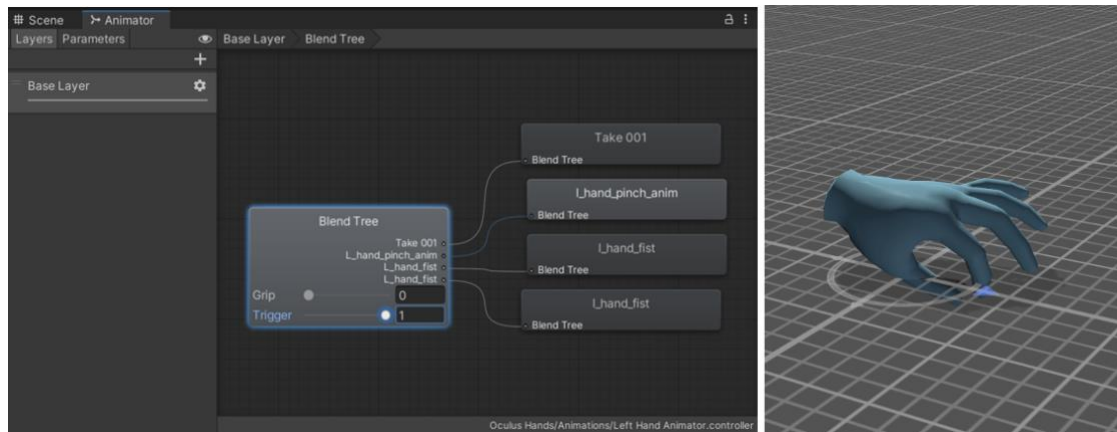 Scene Animator
Layers Parameters
Base Layer Blend Tree
Base Layer
Take 001
Blend Tree
l_hand_pinch_anim
Blend Tree
Blend Tree
Take 001
L_hand_pinch_anim
L_hand_fist
L_hand_fist
l_hand_fist
Blend Tree
Grip 0
Trigger 1
l_hand_fist
Blend Tree
Oculus Hands/Animations/Left Hand Animator.controller